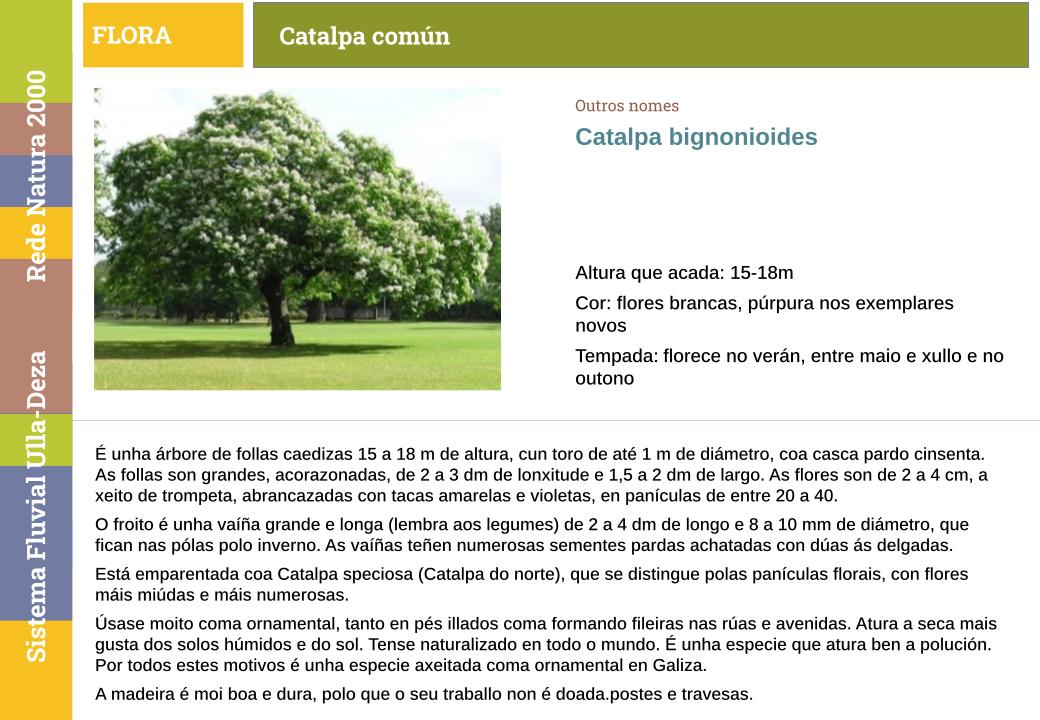 FLORA
Catalpa común
Rede Natura 2000
Sistema Fluvial Ulla-Deza
Outros nomes
Catalpa bignonioides
Altura que acada: 15-18m
Cor: flores brancas, púrpura nos exemplares
novos
Tempada: florece no verán, entre maio e xullo e no
outono
É unha árbore de follas caedizas 15 a 18 m de altura, cun toro de até 1 m de diámetro, coa casca pardo cinsenta.
As follas son grandes, acorazonadas, de 2 a 3 dm de lonxitude e 1,5 a 2 dm de largo. As flores son de 2 a 4 cm, a
xeito de trompeta, abrancazadas con tacas amarelas e violetas, en panículas de entre 20 a 40.
O froito é unha vaíña grande e longa (lembra aos legumes) de 2 a 4 dm de longo e 8 a 10 mm de diámetro, que
fican nas pólas polo inverno. As vaíñas teñen numerosas sementes pardas achatadas con dúas ás delgadas.
Está emparentada coa Catalpa speciosa (Catalpa do norte), que se distingue polas panículas florais, con flores
máis miúdas e máis numerosas.
Úsase moito coma ornamental, tanto en pés illados coma formando fileiras nas rúas e avenidas. Atura a seca mais
gusta dos solos húmidos e do sol. Tense naturalizado en todo o mundo. É unha especie que atura ben a polución.
Por todos estes motivos é unha especie axeitada coma ornamental en Galiza.
A madeira é moi boa e dura, polo que o seu traballo non é doada.postes e travesas.